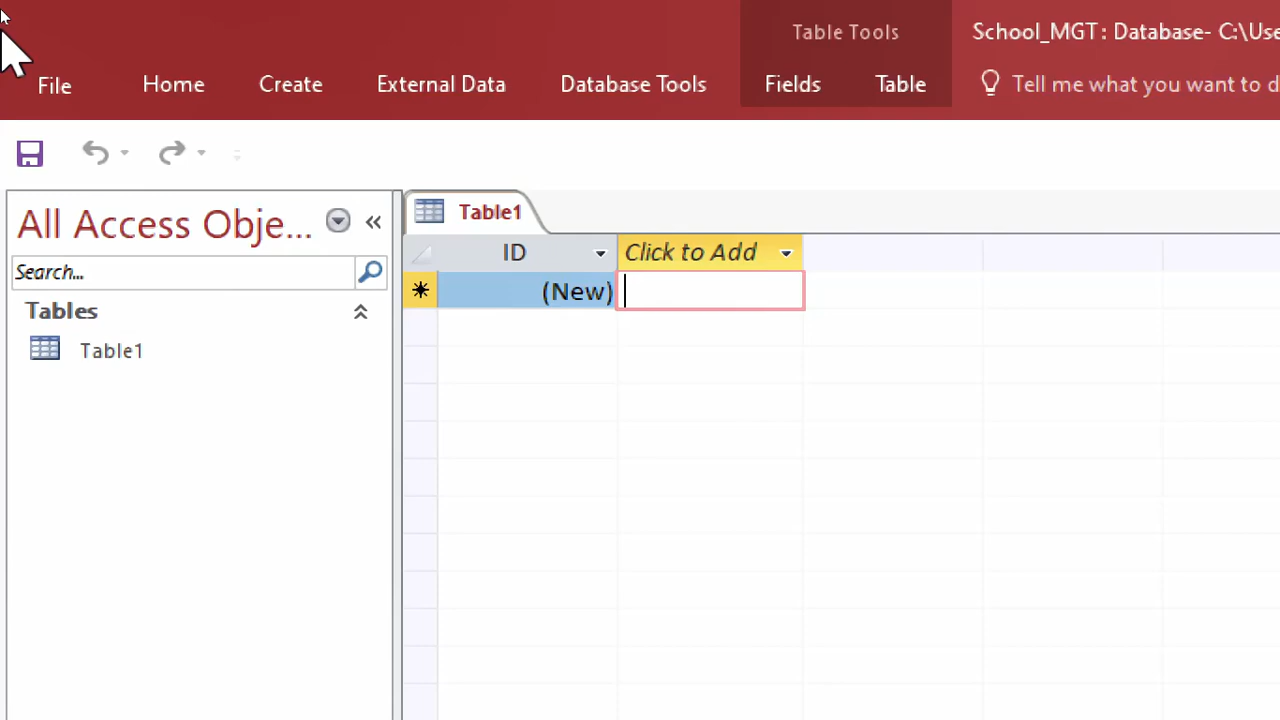 Table Tools
School_MGT : Database- C:\Use
File Home Create External Data Database Tools Fields Table Tell me what you want to d
All Access Obje...
Search...
Tables
Table1
Table1
ID Click to Add
(New)